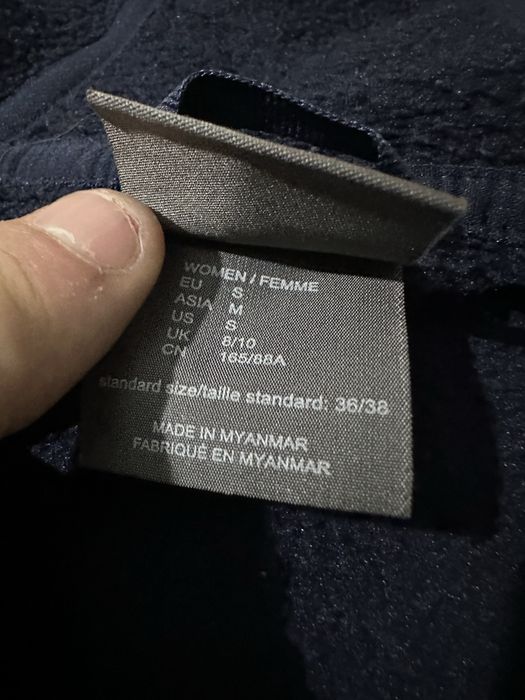 WOMEN / FEMME
EU S
ASIA M
US S
UK 8/10
CN 165/88A
standard size/taille standard: 36/38
MADE IN MYANMAR
FABRIQUÉ EN MYANMAR